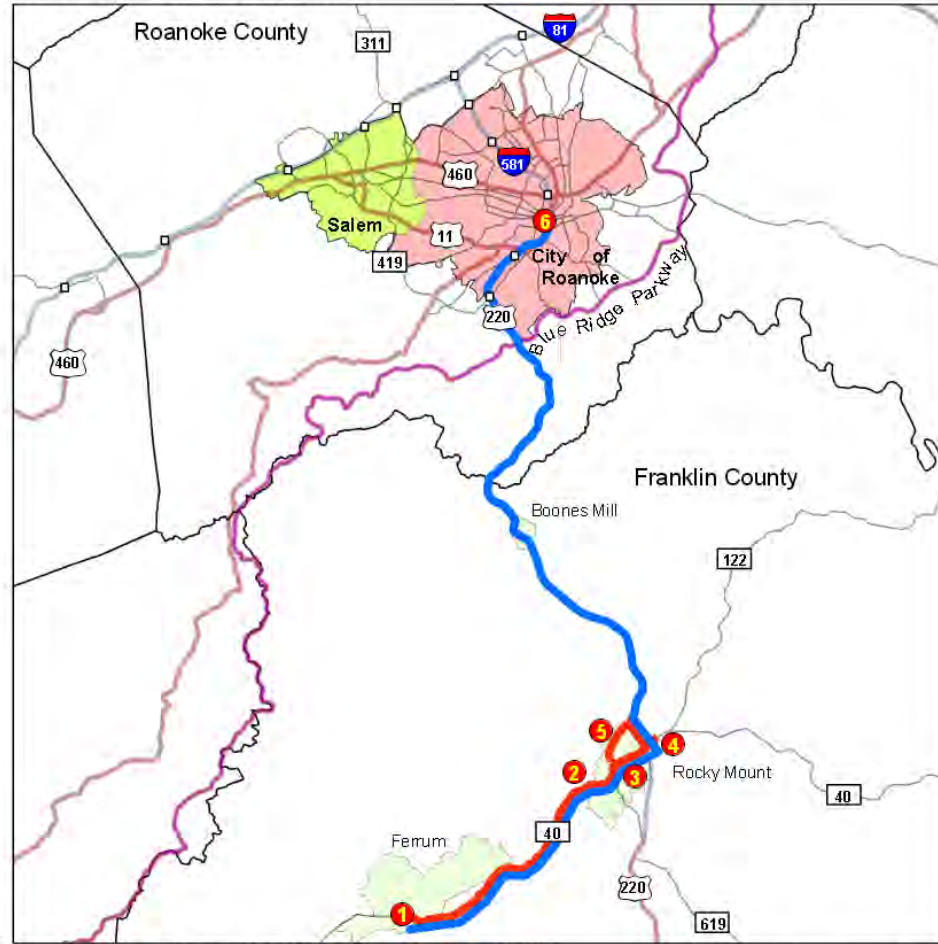 Roanoke County
311
81
581
460
Salem
11
6
419
City of
Roanoke
220
Blue Ridge Parkway
460
Franklin County
Boones Mill
122
5
4
2
3
Rocky Mount
40
40
Ferrum
220
1
619